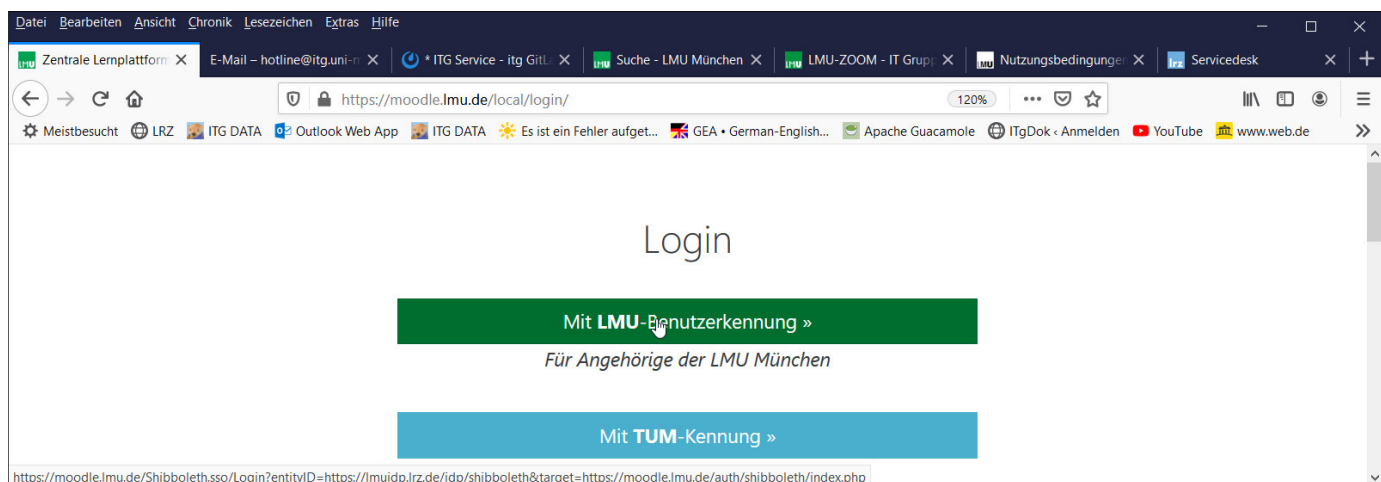 Datei Bearbeiten Ansicht Chronik Lesezeichen Extras Hilfe
Zentrale Lernplattform E-Mail – hotline@itg.uni-m * ITG Service - itg GitLa Suche - LMU München LMU-ZOOM - IT Grupp Nutzungsbedingungen Servicedesk
https://moodle.lmu.de/local/login/ 120%
Meistbesucht LRZ ITG DATA Outlook Web App ITG DATA Es ist ein Fehler aufget... GEA • German-English... Apache Guacamole ITgDok ‹ Anmelden YouTube www.web.de
Login
Mit LMU-Benutzerkennung »
Für Angehörige der LMU München
Mit TUM-Kennung »
https://moodle.lmu.de/Shibboleth.sso/Login?entityID=https://lmuidp.lrz.de/idp/shibboleth&target=https://moodle.lmu.de/auth/shibboleth/index.php